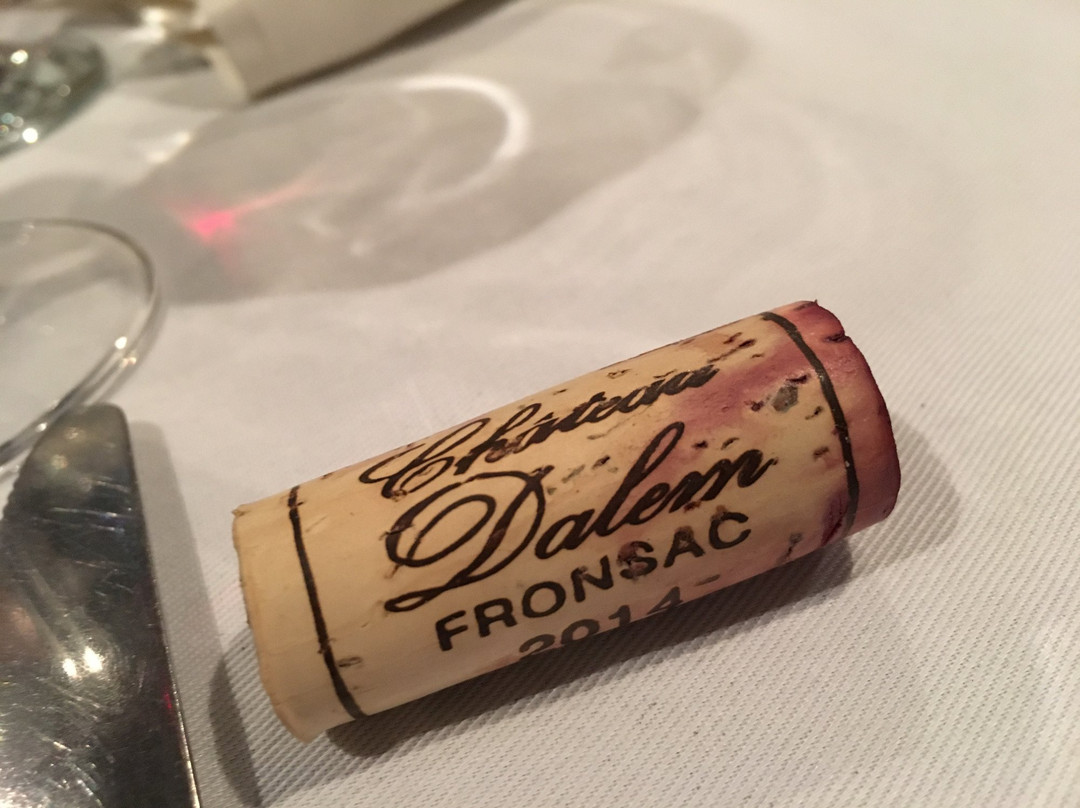 Château
Dalem
FRONSAC
2014